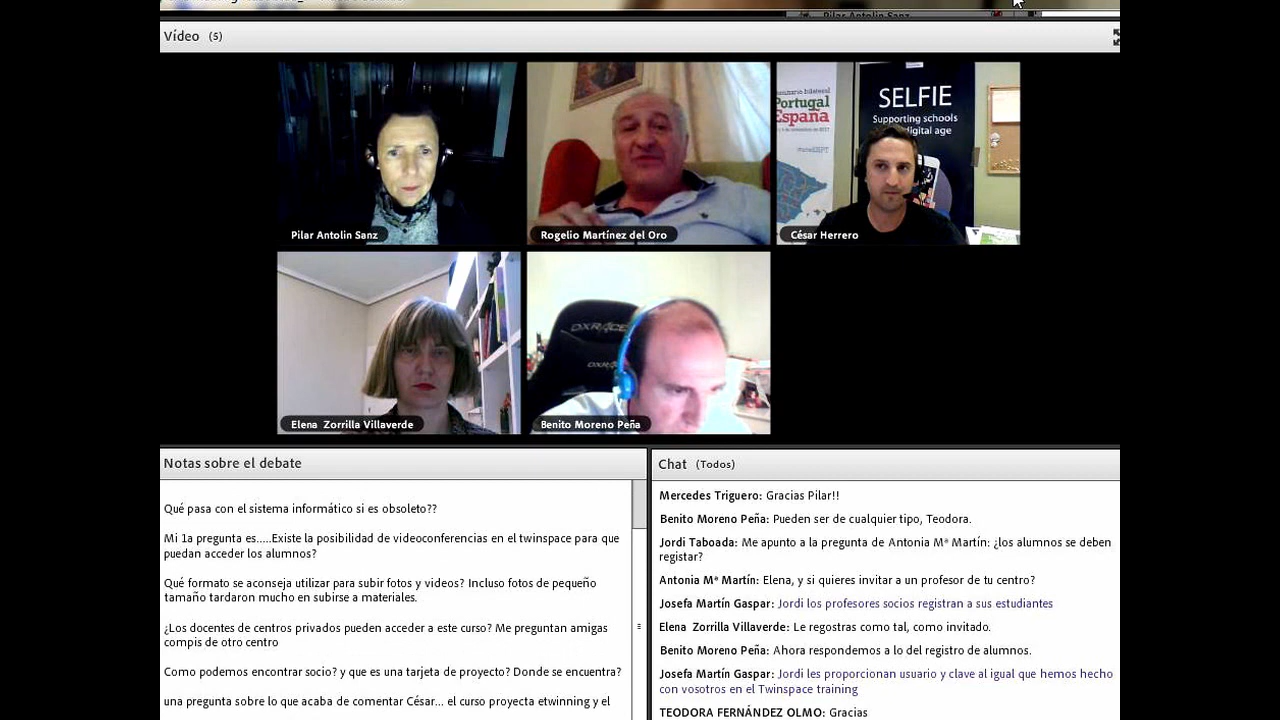 Pilar Antolin Sanz
Vídeo (5)
Portugal
España
SELFIE
Supporting schools
digital age
Pilar Antolin Sanz
Rogelio Martínez del Oro
César Herrero
DXRACER
Elena Zorrilla Villaverde
Benito Moreno Peña
Notas sobre el debate
Qué pasa con el sistema informático si es obsoleto??
Mi 1a pregunta es.....Existe la posibilidad de videoconferencias en el twinspace para que
puedan acceder los alumnos?
Qué formato se aconseja utilizar para subir fotos y videos? Incluso fotos de pequeño
tamaño tardaron mucho en subirse a materiales.
¿Los docentes de centros privados pueden acceder a este curso? Me preguntan amigas
compis de otro centro
Como podemos encontrar socio? y que es una tarjeta de proyecto? Donde se encuentra?
una pregunta sobre lo que acaba de comentar César... el curso proyecta etwinning y el
Chat (Todos)
Mercedes Triguero: Gracias Pilar!!
Benito Moreno Peña: Pueden ser de cualquier tipo, Teodora.
Jordi Taboada: Me apunto a la pregunta de Antonia Mª Martín: ¿los alumnos se deben
registar?
Antonia Mª Martín: Elena, y si quieres invitar a un profesor de tu centro?
Josefa Martín Gaspar: Jordi los profesores socios registran a sus estudiantes
Elena Zorrilla Villaverde: Le regostras como tal, como invitado.
Benito Moreno Peña: Ahora respondemos a lo del registro de alumnos.
Josefa Martín Gaspar: Jordi les proporcionan usuario y clave al igual que hemos hecho
con vosotros en el Twinspace training
TEODORA FERNÁNDEZ OLMO: Gracias